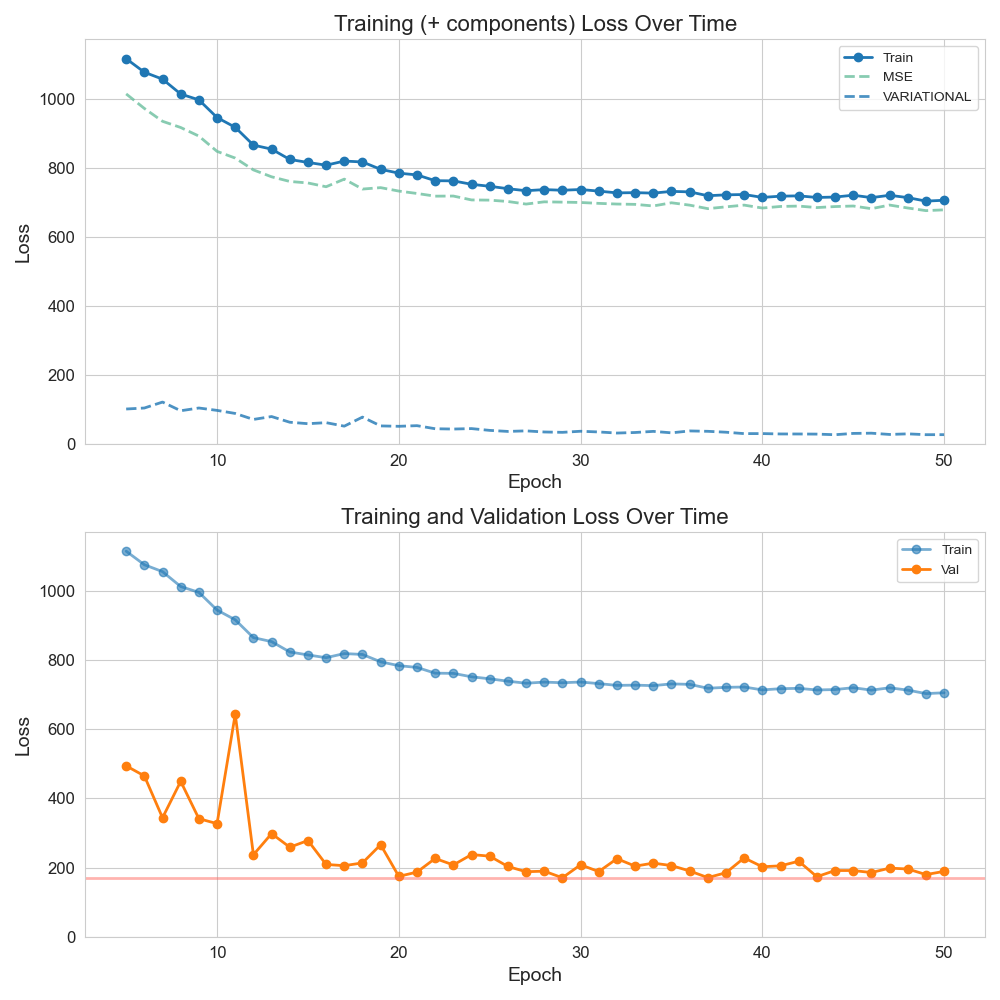 Training (+ components) Loss Over Time
Train
MSE
VARIATIONAL
Loss
1000
800
600
400
200
0
10 20 30 40 50
Epoch
Training and Validation Loss Over Time
Train
Val
Loss
1000
800
600
400
200
0
10 20 30 40 50
Epoch